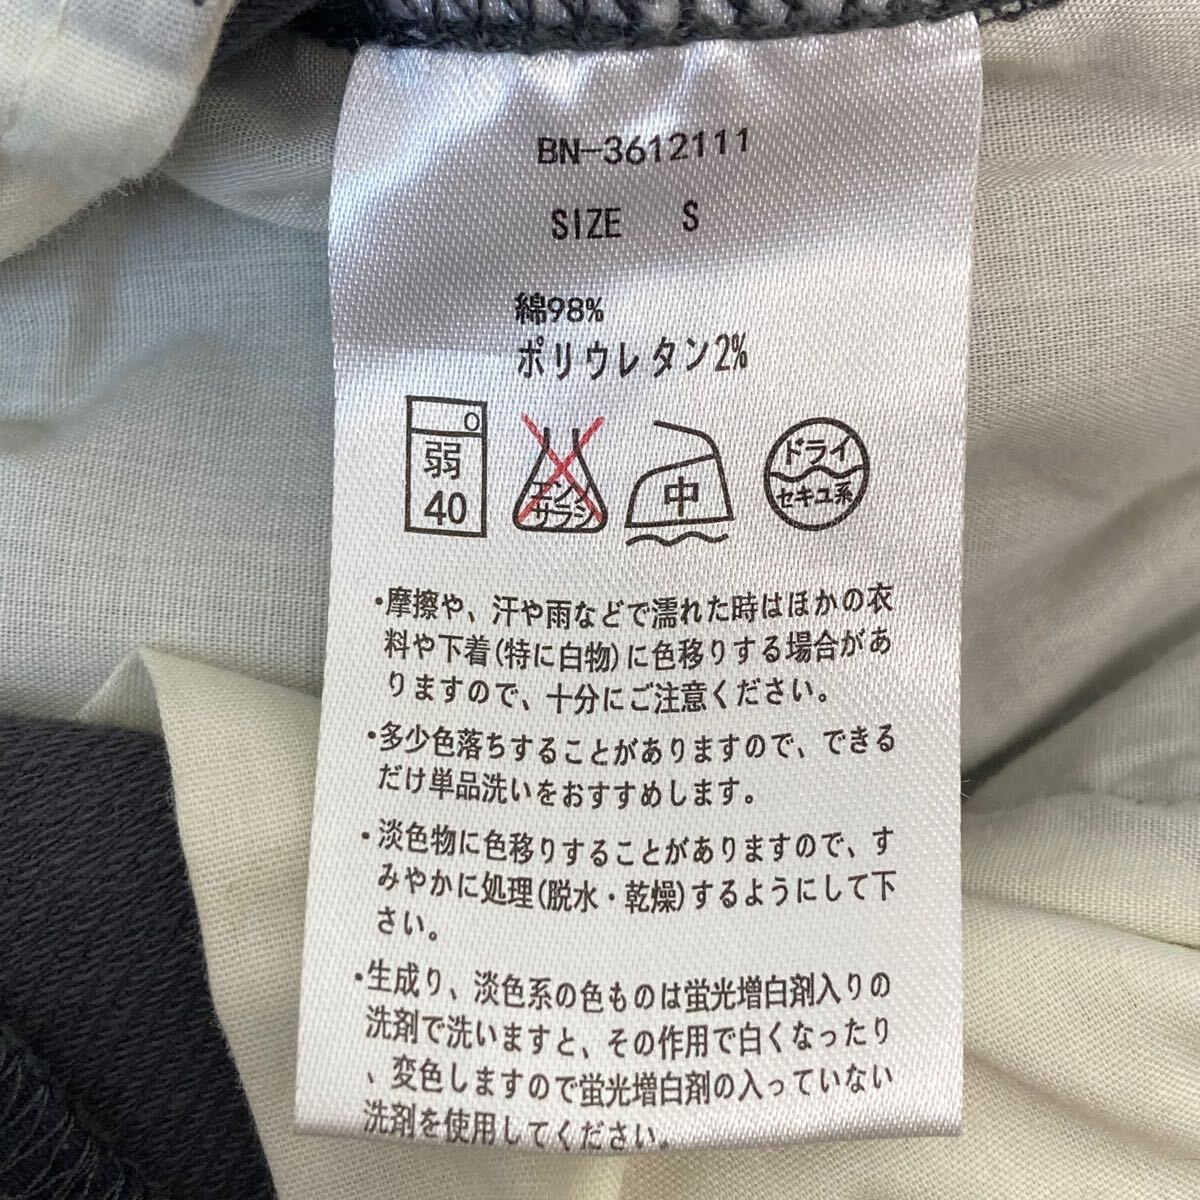 BN-3612111
SIZE S
綿98%
ポリウレタン2%
弱
40
エンソ
サラシ
中
ドライ
セキユ系
・摩擦や、汗や雨などで濡れた時はほかの衣
料や下着(特に白物)に色移りする場合があ
りますので、十分にご注意ください。
・多少色落ちすることがありますので、できる
だけ単品洗いをおすすめします。
・淡色物に色移りすることがありますので、す
みやかに処理(脱水・乾燥)するようにして下
さい。
・生成り、淡色系の色ものは蛍光増白剤入りの
洗剤で洗いますと、その作用で白くなったり
、変色しますので蛍光増白剤の入っていない
洗剤を使用してください。